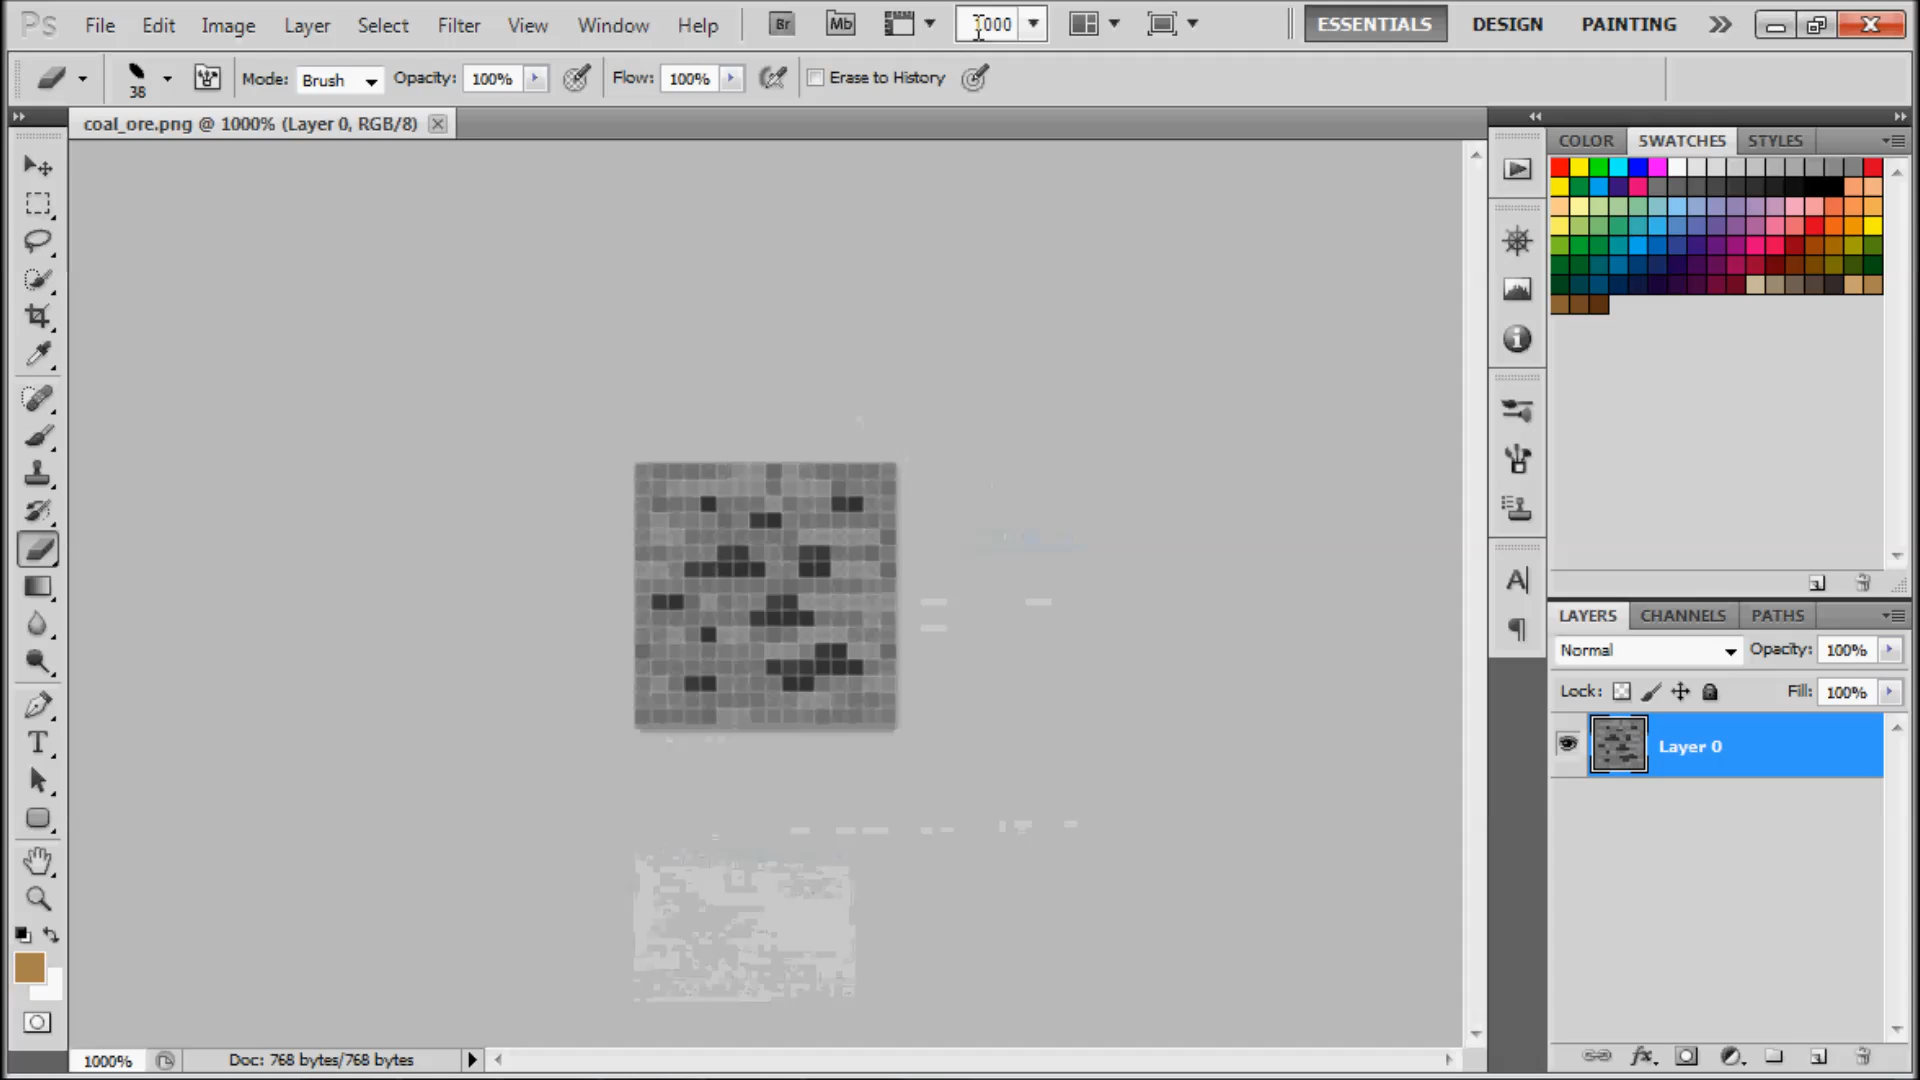 Ps File Edit Image Layer Select Filter View Window Help Br Mb 1000 ESSENTIALS DESIGN PAINTING
38 Mode: Brush Opacity: 100% Flow: 100% Erase to History
coal_ore.png @ 1000% (Layer 0, RGB/8)
COLOR SWATCHES STYLES
LAYERS CHANNELS PATHS
Normal Opacity: 100%
Lock: Fill: 100%
Layer 0
1000% Doc: 768 bytes/768 bytes